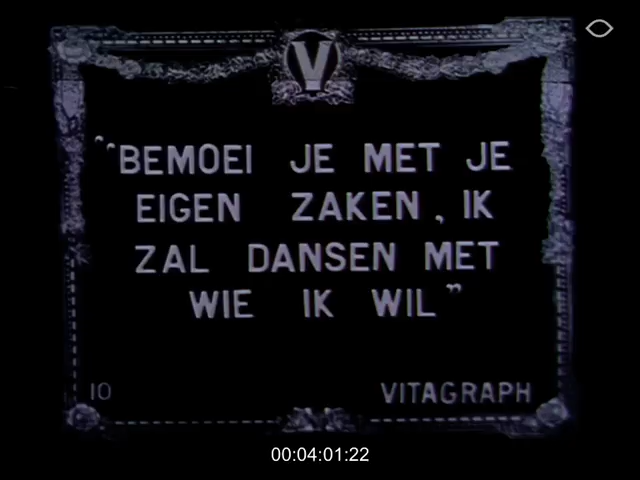 V
"BEMOEI JE MET JE
EIGEN ZAKEN, IK
ZAL DANSEN MET
WIE IK WIL"
10 VITAGRAPH
00:04:01:22